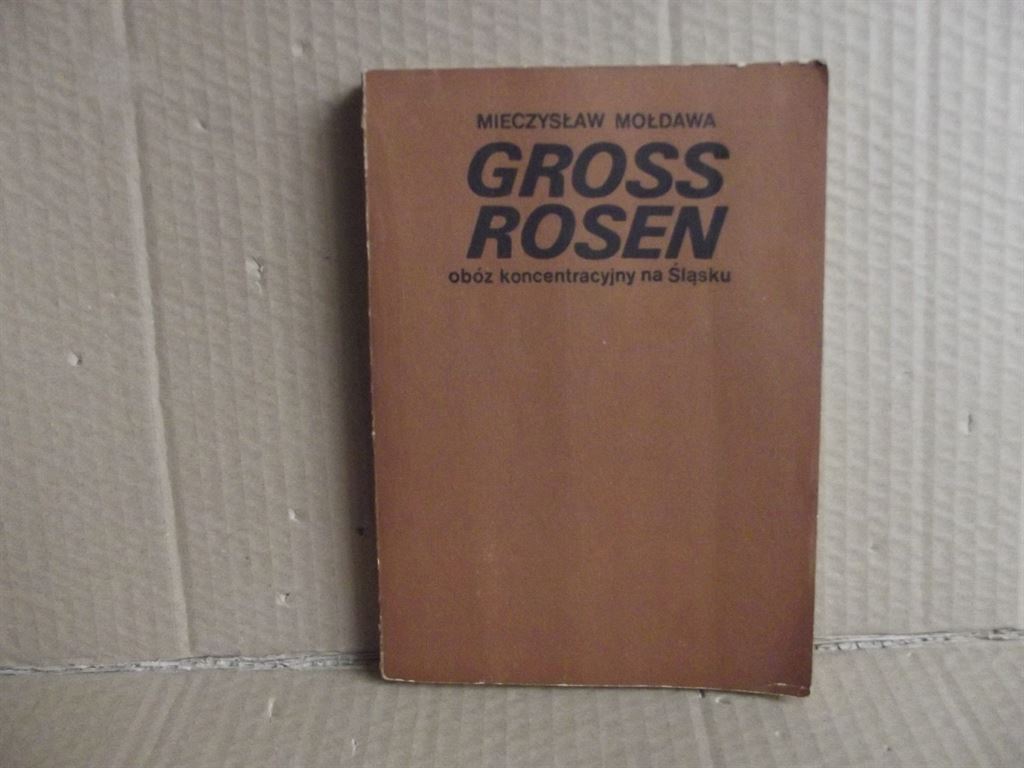 MIECZYSŁAW MOŁDAWA
GROSS
ROSEN
obóz koncentracyjny na Śląsku